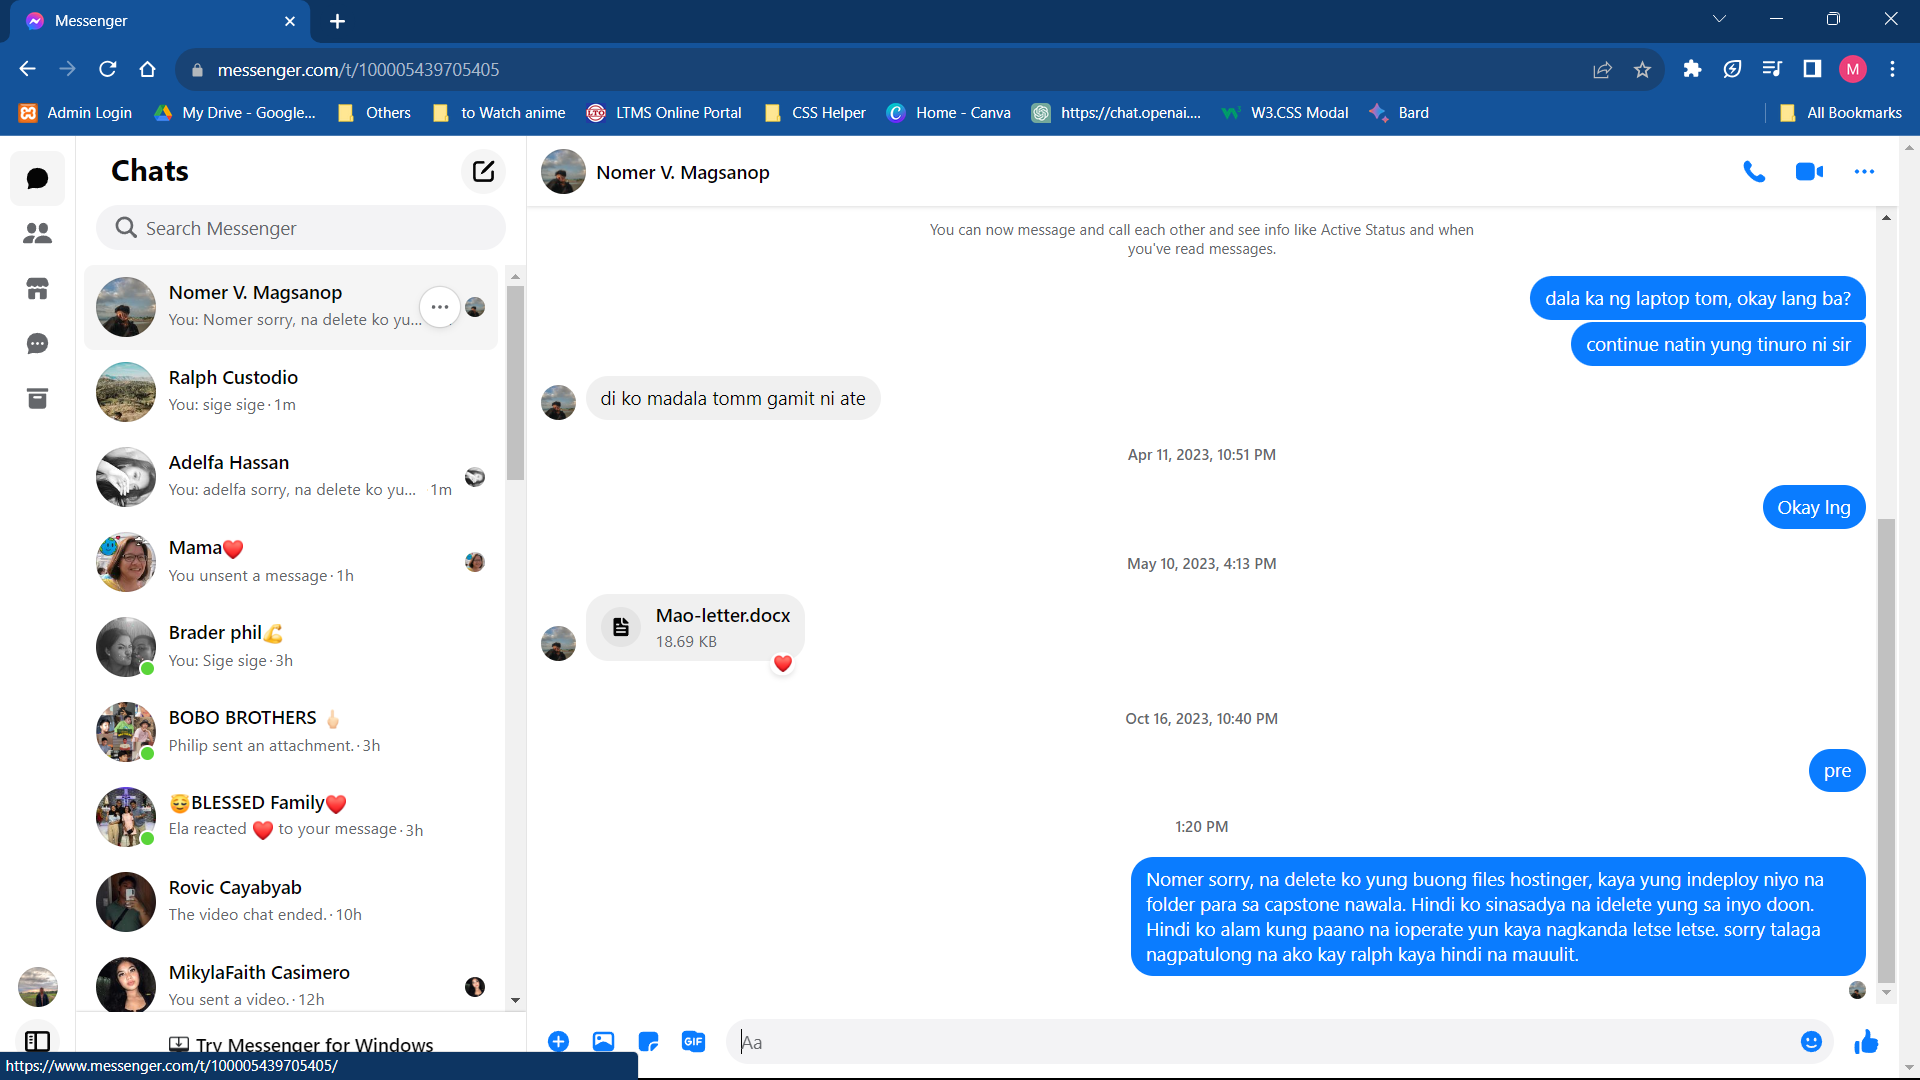 Messenger
messenger.com/t/100005439705405
M
Admin Login
My Drive - Google...
Others
to Watch anime
LTMS Online Portal
CSS Helper
Home - Canva
https://chat.openai....
W3.CSS Modal
Bard
All Bookmarks
Chats
Search Messenger
Nomer V. Magsanop
You: Nomer sorry, na delete ko yu...
Ralph Custodio
You: sige sige · 1m
Adelfa Hassan
You: adelfa sorry, na delete ko yu... 1m
Mama❤️
You unsent a message · 1h
Brader phil💪
You: Sige sige · 3h
BOBO BROTHERS 🖕🏻
Philip sent an attachment. · 3h
😇BLESSED Family❤️
Ela reacted ❤️ to your message · 3h
Rovic Cayabyab
The video chat ended. · 10h
MikylaFaith Casimero
You sent a video. · 12h
Try Messenger for Windows
https://www.messenger.com/t/100005439705405/
Nomer V. Magsanop
You can now message and call each other and see info like Active Status and when
you've read messages.
dala ka ng laptop tom, okay lang ba?
continue natin yung tinuro ni sir
di ko madala tomm gamit ni ate
Apr 11, 2023, 10:51 PM
Okay lng
May 10, 2023, 4:13 PM
Mao-letter.docx
18.69 KB
Oct 16, 2023, 10:40 PM
pre
1:20 PM
Nomer sorry, na delete ko yung buong files hostinger, kaya yung indeploy niyo na
folder para sa capstone nawala. Hindi ko sinasadya na idelete yung sa inyo doon.
Hindi ko alam kung paano na ioperate yun kaya nagkanda letse letse. sorry talaga
nagpatulong na ako kay ralph kaya hindi na mauulit.
GIF
Aa